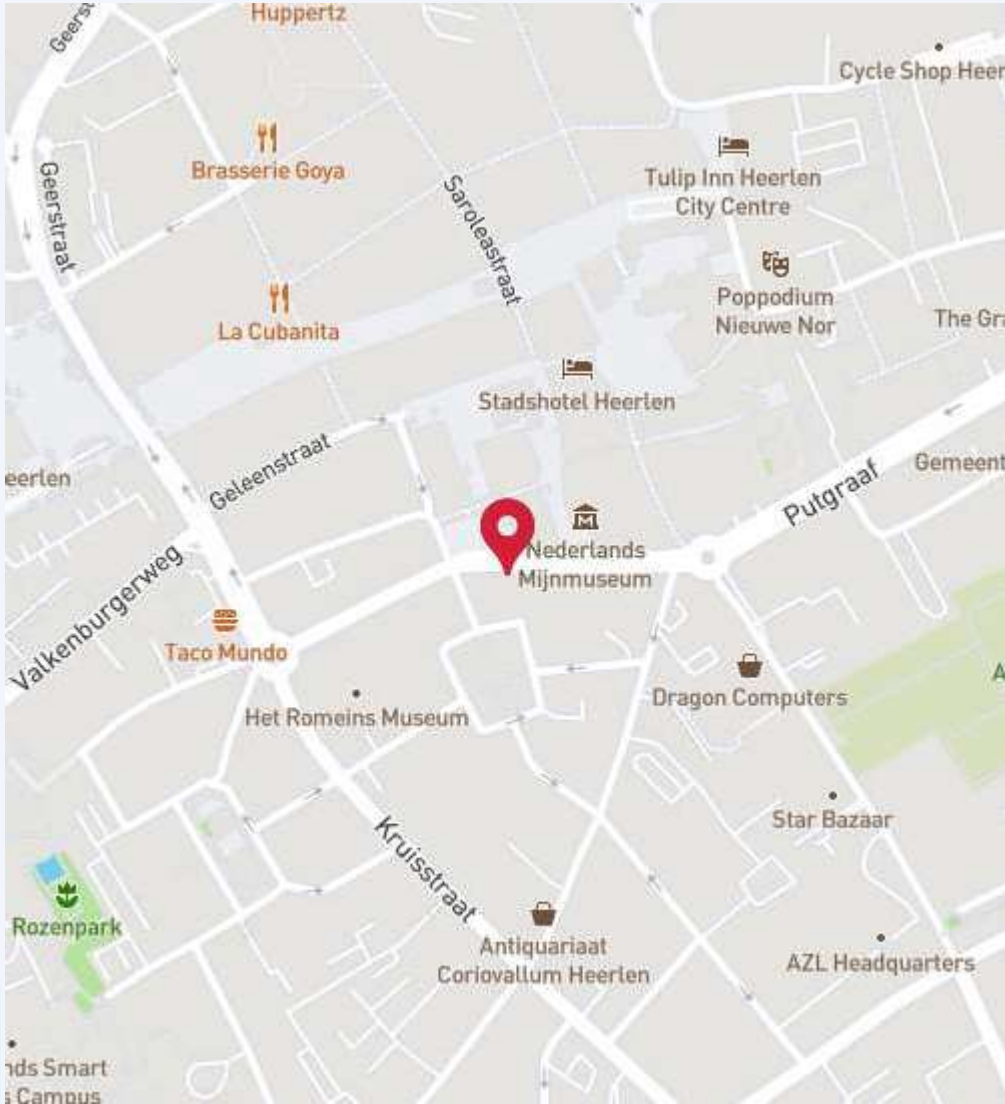 Huppertz
Geerst
Cycle Shop Heer
Brasserie Goya
Tulip Inn Heerlen
City Centre
Geerstraat
Saroleastraat
Poppodium
Nieuwe Nor
La Cubanita
The Gra
Stadshotel Heerlen
Geleenstraat
eerlen
Gemeent
Putgraaf
Nederlands
Mijnmuseum
Valkenburgerweg
Taco Mundo
A
Dragon Computers
Het Romeins Museum
Star Bazaar
Kruisstraat
Rozenpark
Antiquariaat
Coriovallum Heerlen
AZL Headquarters
nds Smart
s Campus